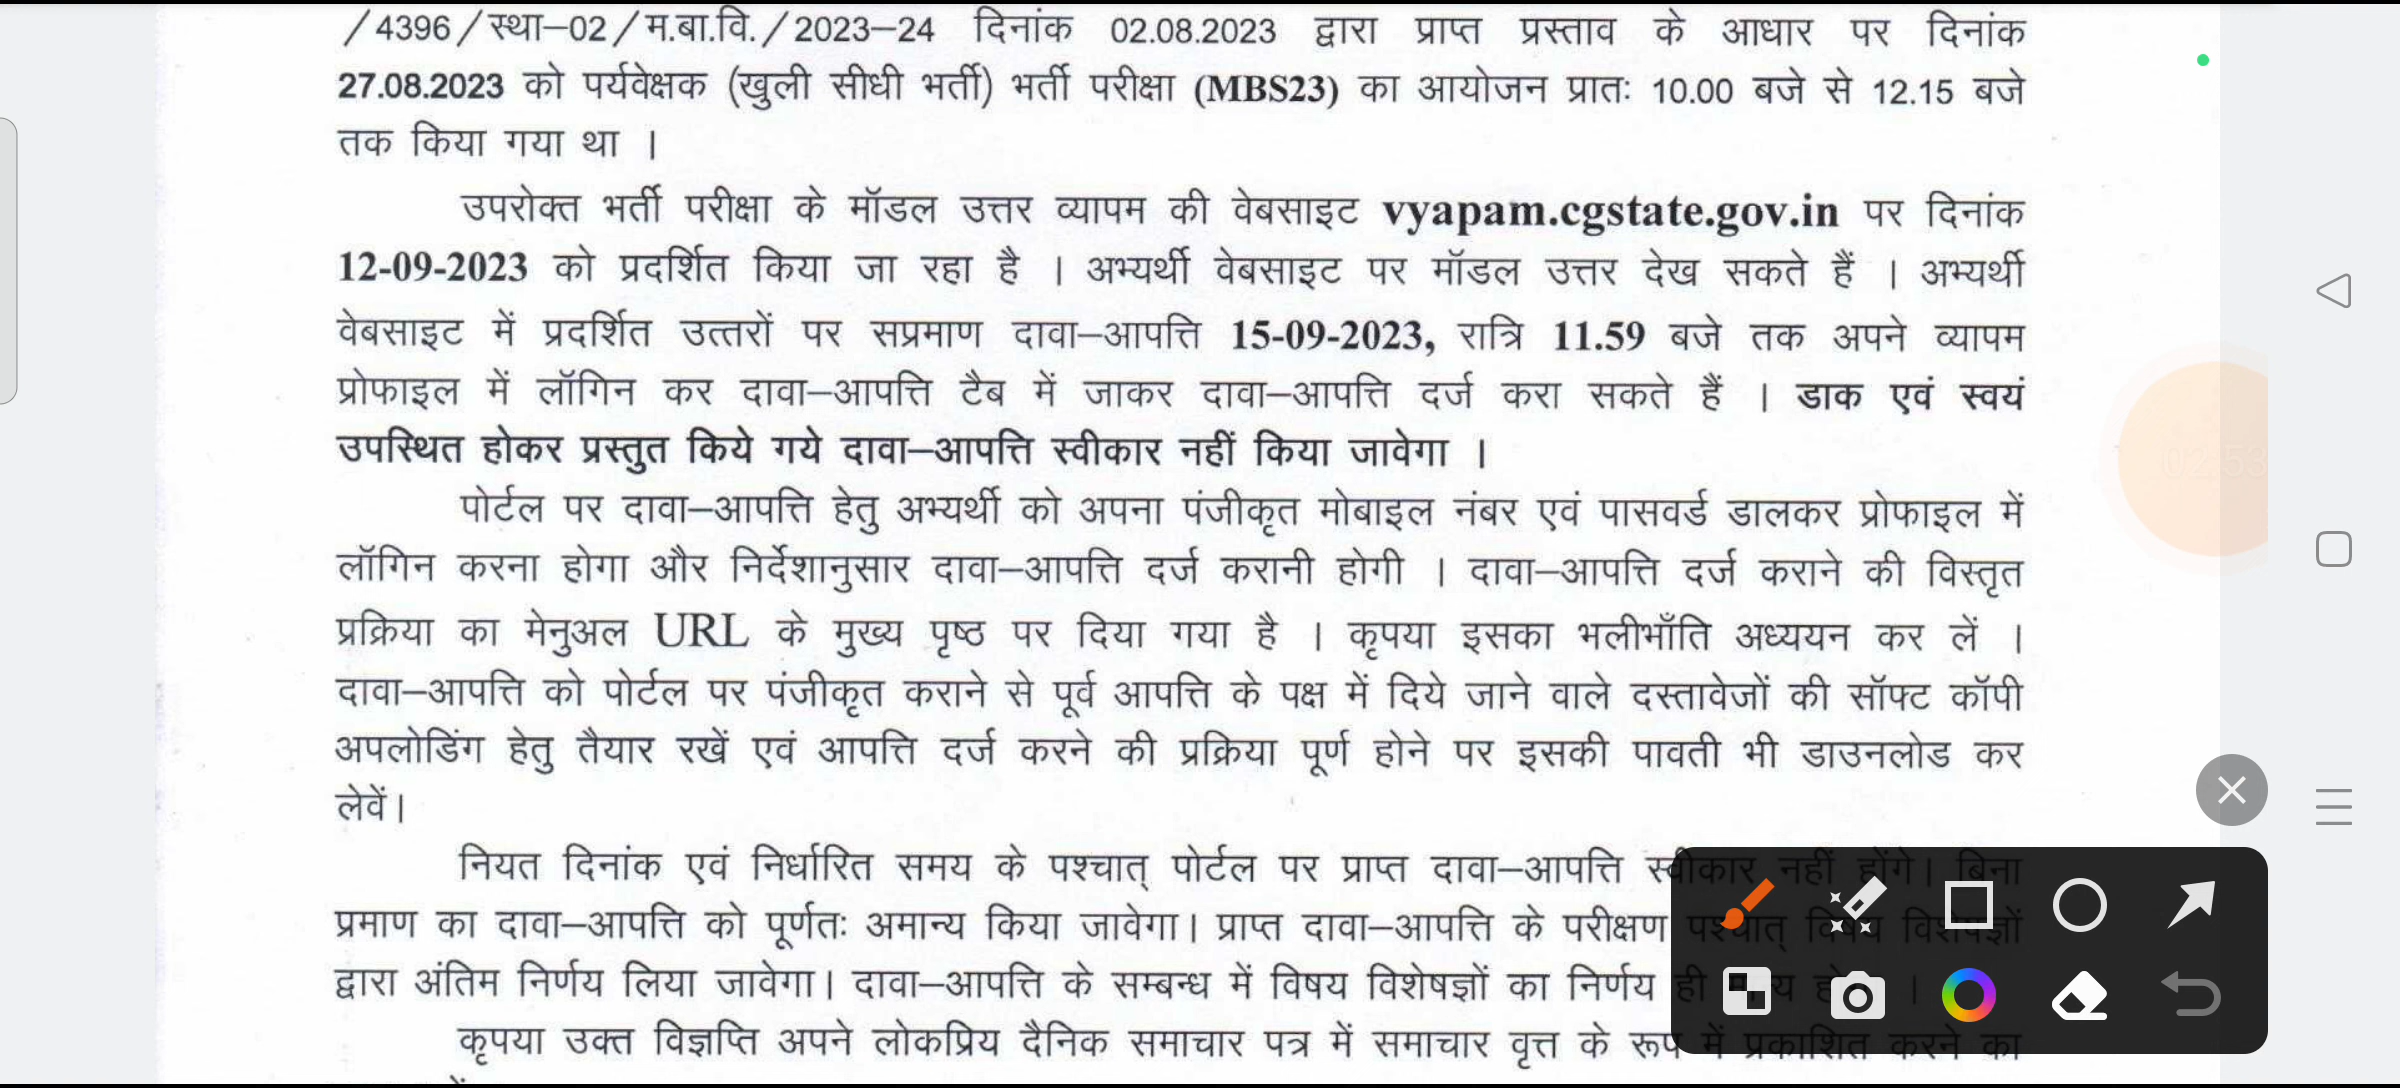 /4396/स्था–02/म.बा.वि./2023–24 दिनांक 02.08.2023 द्वारा प्राप्त प्रस्ताव के आधार पर दिनांक
27.08.2023 को पर्यवेक्षक (खुली सीधी भर्ती) भर्ती परीक्षा (MBS23) का आयोजन प्रातः 10.00 बजे से 12.15 बजे
तक किया गया था ।
उपरोक्त भर्ती परीक्षा के मॉडल उत्तर व्यापम की वेबसाइट vyapam.cgstate.gov.in पर दिनांक
12-09-2023 को प्रदर्शित किया जा रहा है । अभ्यर्थी वेबसाइट पर मॉडल उत्तर देख सकते हैं । अभ्यर्थी
वेबसाइट में प्रदर्शित उत्तरों पर सप्रमाण दावा–आपत्ति 15-09-2023, रात्रि 11.59 बजे तक अपने व्यापम
प्रोफाइल में लॉगिन कर दावा–आपत्ति टैब में जाकर दावा–आपत्ति दर्ज करा सकते हैं । डाक एवं स्वयं
उपस्थित होकर प्रस्तुत किये गये दावा–आपत्ति स्वीकार नहीं किया जावेगा ।
पोर्टल पर दावा–आपत्ति हेतु अभ्यर्थी को अपना पंजीकृत मोबाइल नंबर एवं पासवर्ड डालकर प्रोफाइल में
लॉगिन करना होगा और निर्देशानुसार दावा–आपत्ति दर्ज करानी होगी । दावा–आपत्ति दर्ज कराने की विस्तृत
प्रक्रिया का मेनुअल URL के मुख्य पृष्ठ पर दिया गया है । कृपया इसका भलीभाँति अध्ययन कर लें ।
दावा–आपत्ति को पोर्टल पर पंजीकृत कराने से पूर्व आपत्ति के पक्ष में दिये जाने वाले दस्तावेजों की सॉफ्ट कॉपी
अपलोडिंग हेतु तैयार रखें एवं आपत्ति दर्ज करने की प्रक्रिया पूर्ण होने पर इसकी पावती भी डाउनलोड कर
लेवें।
नियत दिनांक एवं निर्धारित समय के पश्चात् पोर्टल पर प्राप्त दावा–आपत्ति स्वीकार नहीं होंगे। बिना
प्रमाण का दावा–आपत्ति को पूर्णतः अमान्य किया जावेगा। प्राप्त दावा–आपत्ति के परीक्षण पश्चात् विषय विशेषज्ञों
द्वारा अंतिम निर्णय लिया जावेगा। दावा–आपत्ति के सम्बन्ध में विषय विशेषज्ञों का निर्णय ही ।
कृपया उक्त विज्ञप्ति अपने लोकप्रिय दैनिक समाचार पत्र में समाचार वृत्त के रूप में प्रकाशित करने का